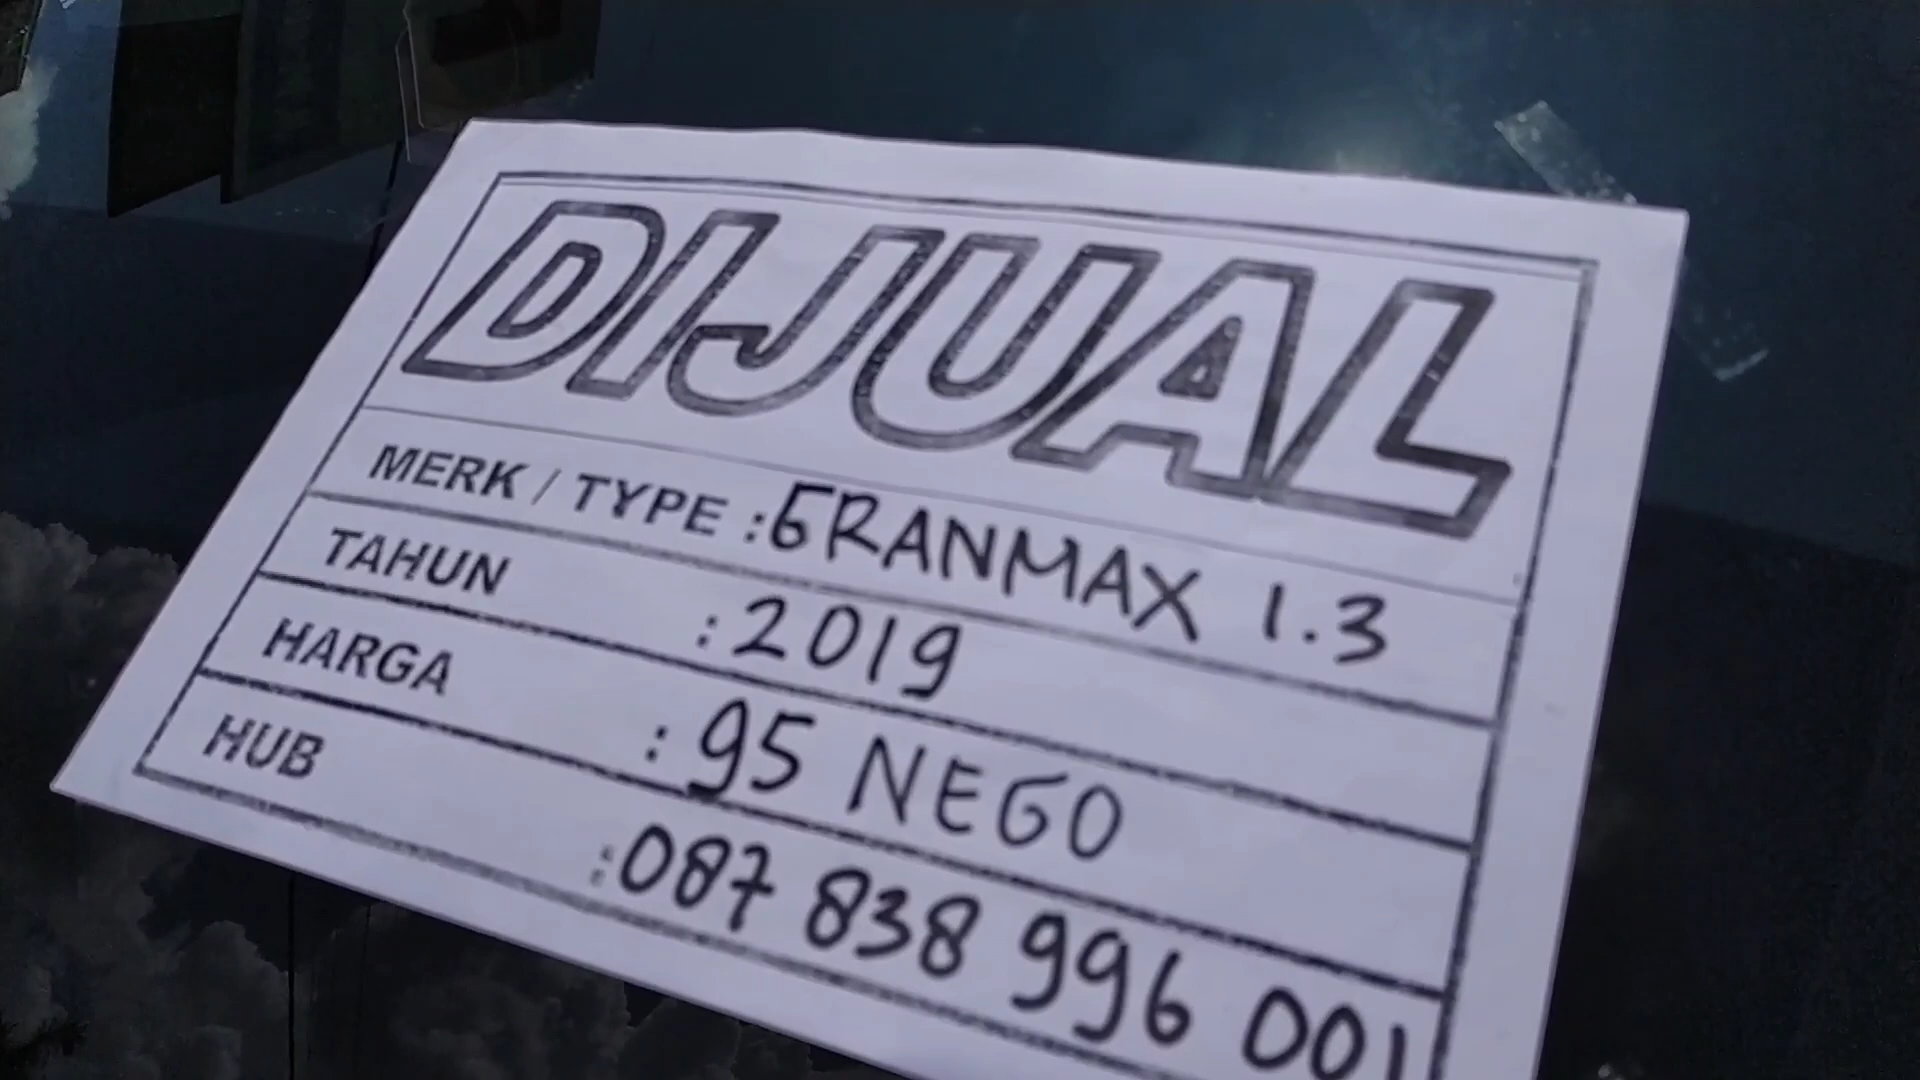 DIJUAL
MERK / TYPE : GRANMAX 1.3
TAHUN : 2019
HARGA : 95 NEGO
HUB : 087 838 996 001